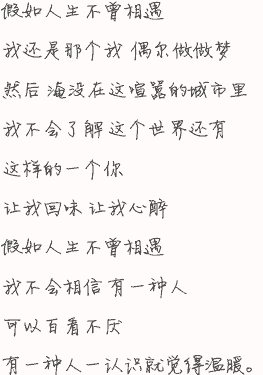 假如人生不曾相遇
我还是那个我 偶尔做做梦
然后 淹没在这喧嚣的城市里
我不会了解 这个世界还有
这样的一个你
让我回味 让我心醉
假如人生不曾相遇
我不会相信 有一种人
可以百看不厌
有一种人一认识就觉得温暖。